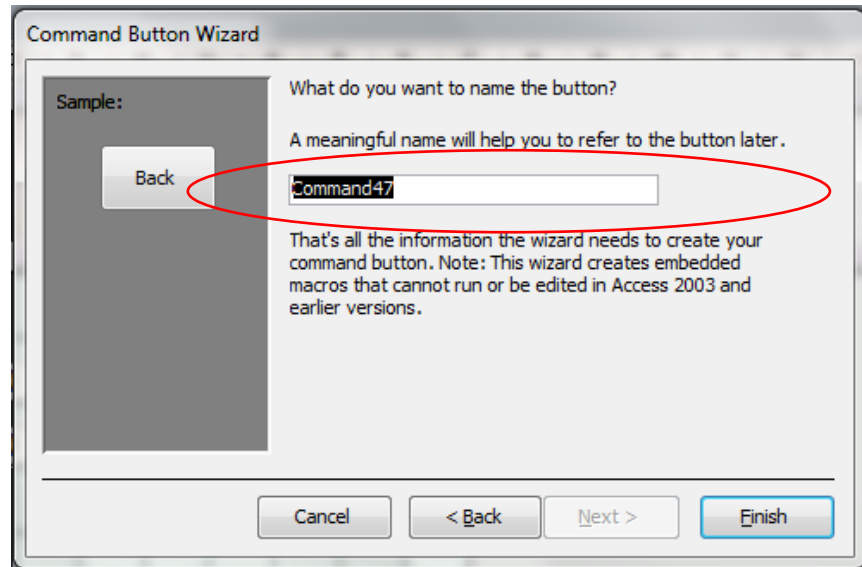 Command Button Wizard
Sample:
Back
What do you want to name the button?
A meaningful name will help you to refer to the button later.
Command47
That's all the information the wizard needs to create your
command button. Note: This wizard creates embedded
macros that cannot run or be edited in Access 2003 and
earlier versions.
Cancel
< Back
Next >
Finish